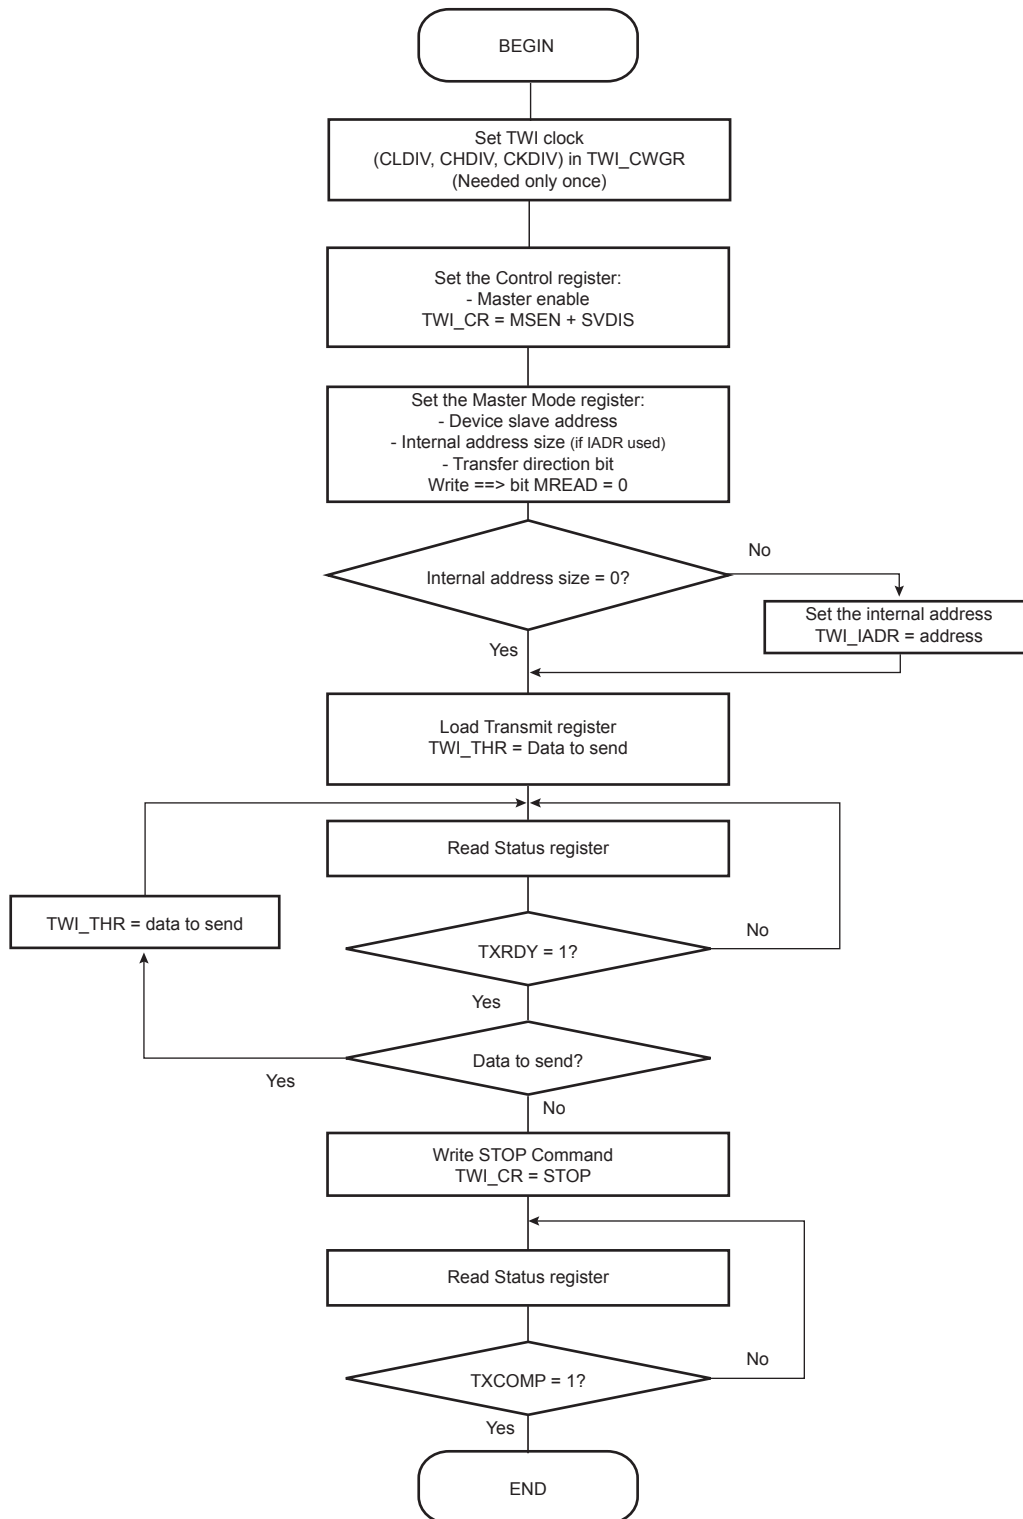 BEGIN
Set TWI clock
(CLDIV, CHDIV, CKDIV) in TWI_CWGR
(Needed only once)
Set the Control register:
- Master enable
TWI_CR = MSEN + SVDIS
Set the Master Mode register:
- Device slave address
- Internal address size (if IADR used)
- Transfer direction bit
Write ==> bit MREAD = 0
No
Internal address size = 0?
Set the internal address
TWI_IADR = address
Yes
Load Transmit register
TWI_THR = Data to send
Read Status register
TWI_THR = data to send
No
TXRDY = 1?
Yes
Data to send?
Yes
No
Write STOP Command
TWI_CR = STOP
Read Status register
No
TXCOMP = 1?
Yes
END